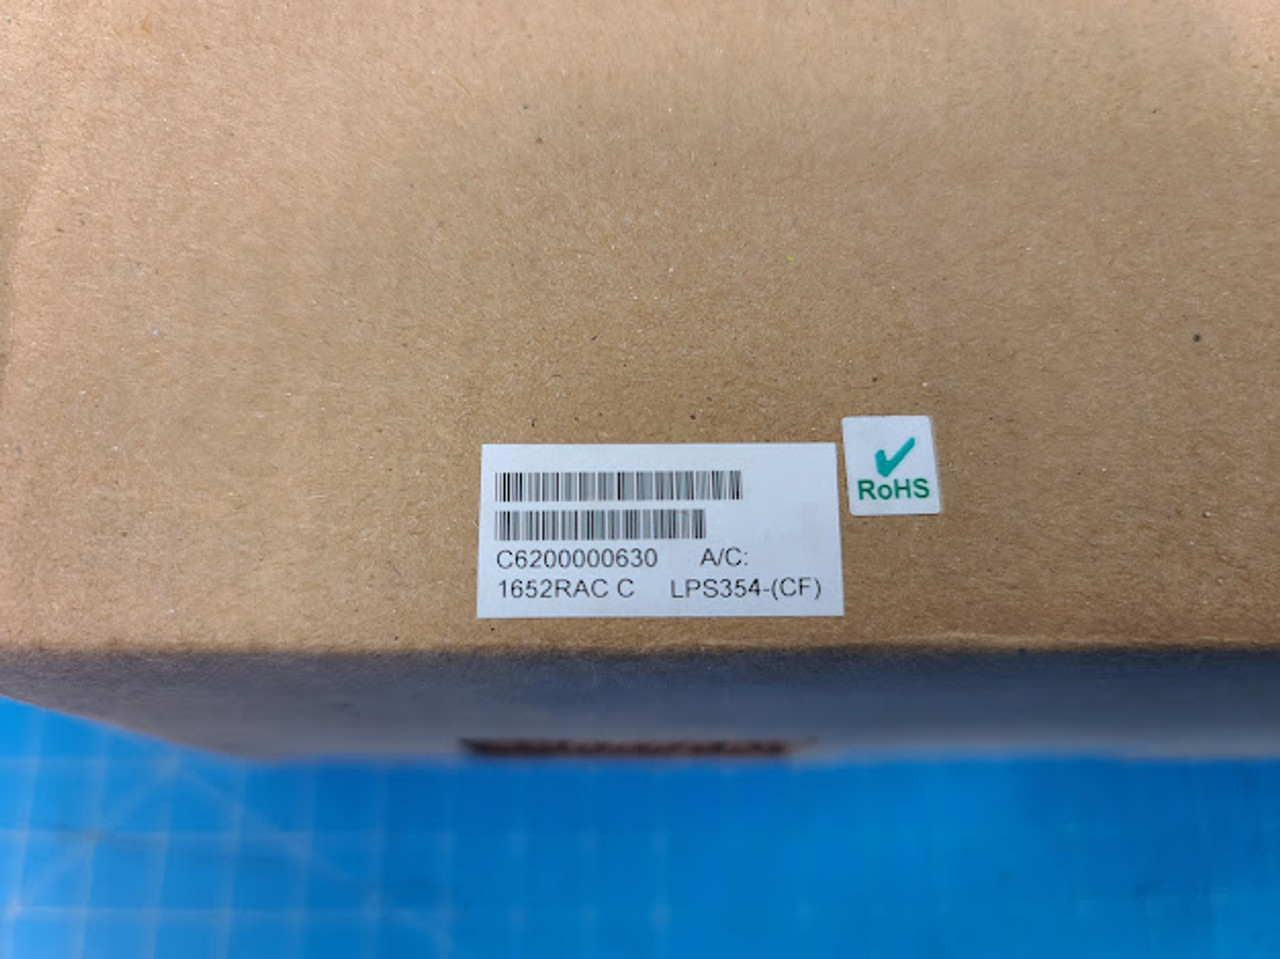 C6200000630 A/C:
1652RAC C LPS354-(CF)
RoHS